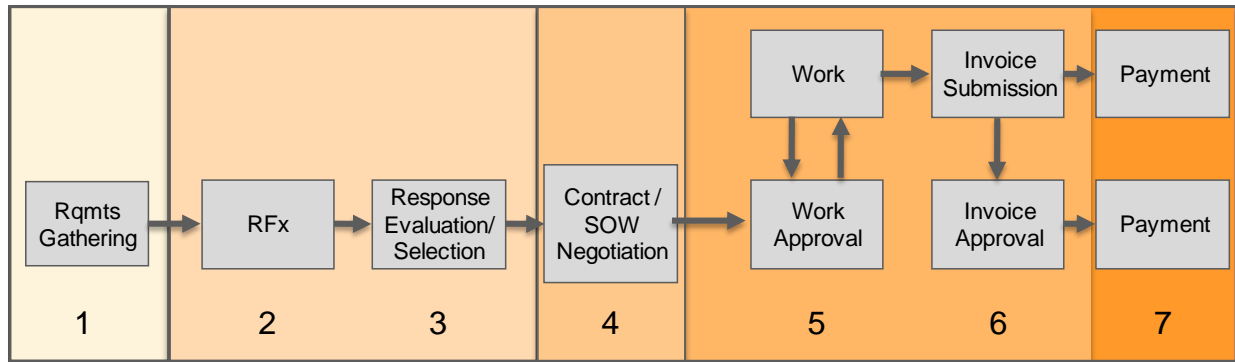 Work
Invoice
Submission
Payment
Rqmts
Gathering
RFx
Response
Evaluation/
Selection
Contract /
SOW
Negotiation
Work
Approval
Invoice
Approval
Payment
1
2
3
4
5
6
7